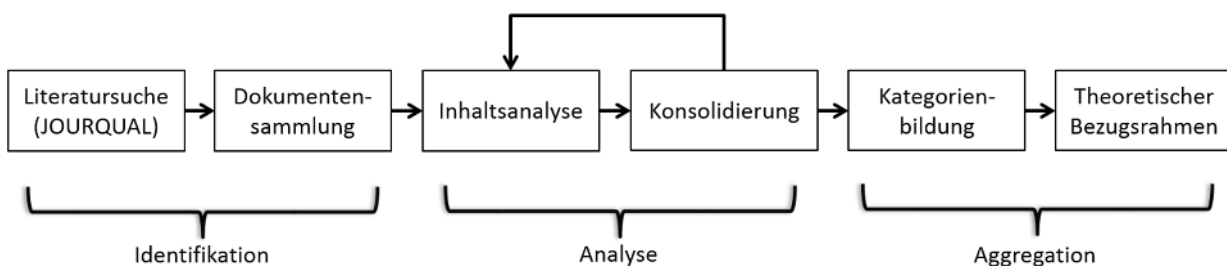 Literatursuche
(JOURQUAL)
Dokumenten-
sammlung
Inhaltsanalyse
Konsolidierung
Kategorien-
bildung
Theoretischer
Bezugsrahmen
Identifikation
Analyse
Aggregation